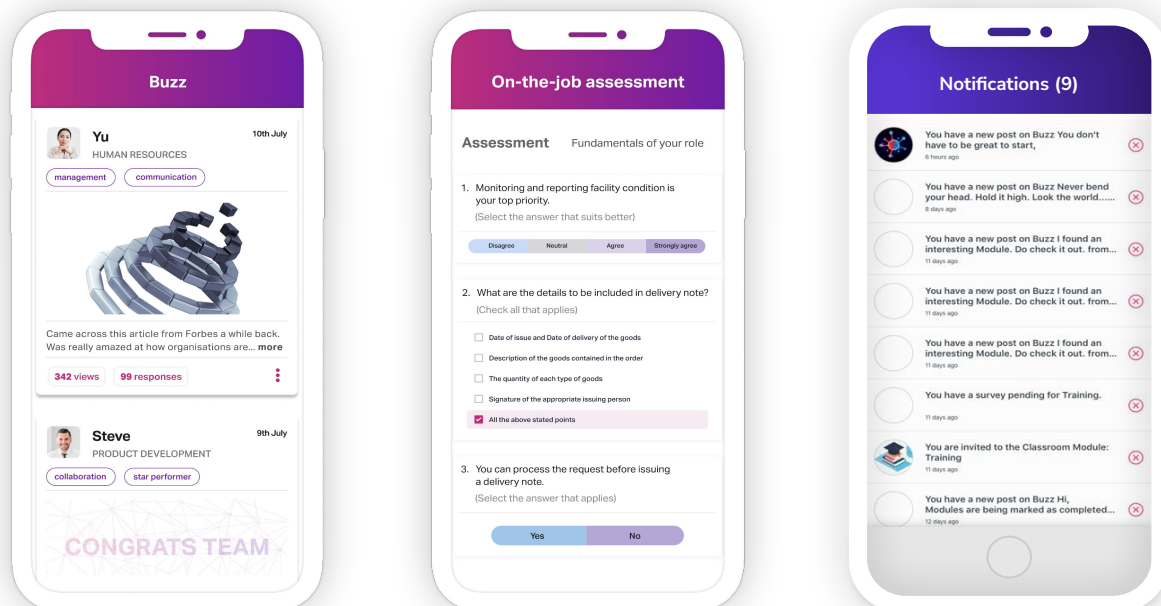 Buzz
Yu
10th July
HUMAN RESOURCES
management
communication
Came across this article from Forbes a while back.
Was really amazed at how organisations are... more
342 views
99 responses
Steve
9th July
PRODUCT DEVELOPMENT
collaboration
star performer
CONGRATS TEAM
On-the-job assessment
Assessment
Fundamentals of your role
1. Monitoring and reporting facility condition is
your top priority.
(Select the answer that suits better)
Disagree
Neutral
Agree
Strongly agree
2. What are the details to be included in delivery note?
(Check all that applies)
Date of issue and Date of delivery of the goods
Description of the goods contained in the order
The quantity of each type of goods
Signature of the appropriate issuing person
All the above stated points
3. You can process the request before issuing
a delivery note.
(Select the answer that applies)
Yes
No
Notifications (9)
You have a new post on Buzz You don't
have to be great to start,
6 hours ago
You have a new post on Buzz Never bend
your head. Hold it high. Look the world......
8 days ago
You have a new post on Buzz I found an
interesting Module. Do check it out. from...
11 days ago
You have a new post on Buzz I found an
interesting Module. Do check it out. from...
11 days ago
You have a new post on Buzz I found an
interesting Module. Do check it out. from...
11 days ago
You have a survey pending for Training.
11 days ago
You are invited to the Classroom Module:
Training
11 days ago
You have a new post on Buzz Hi,
Modules are being marked as completed...
12 days ago